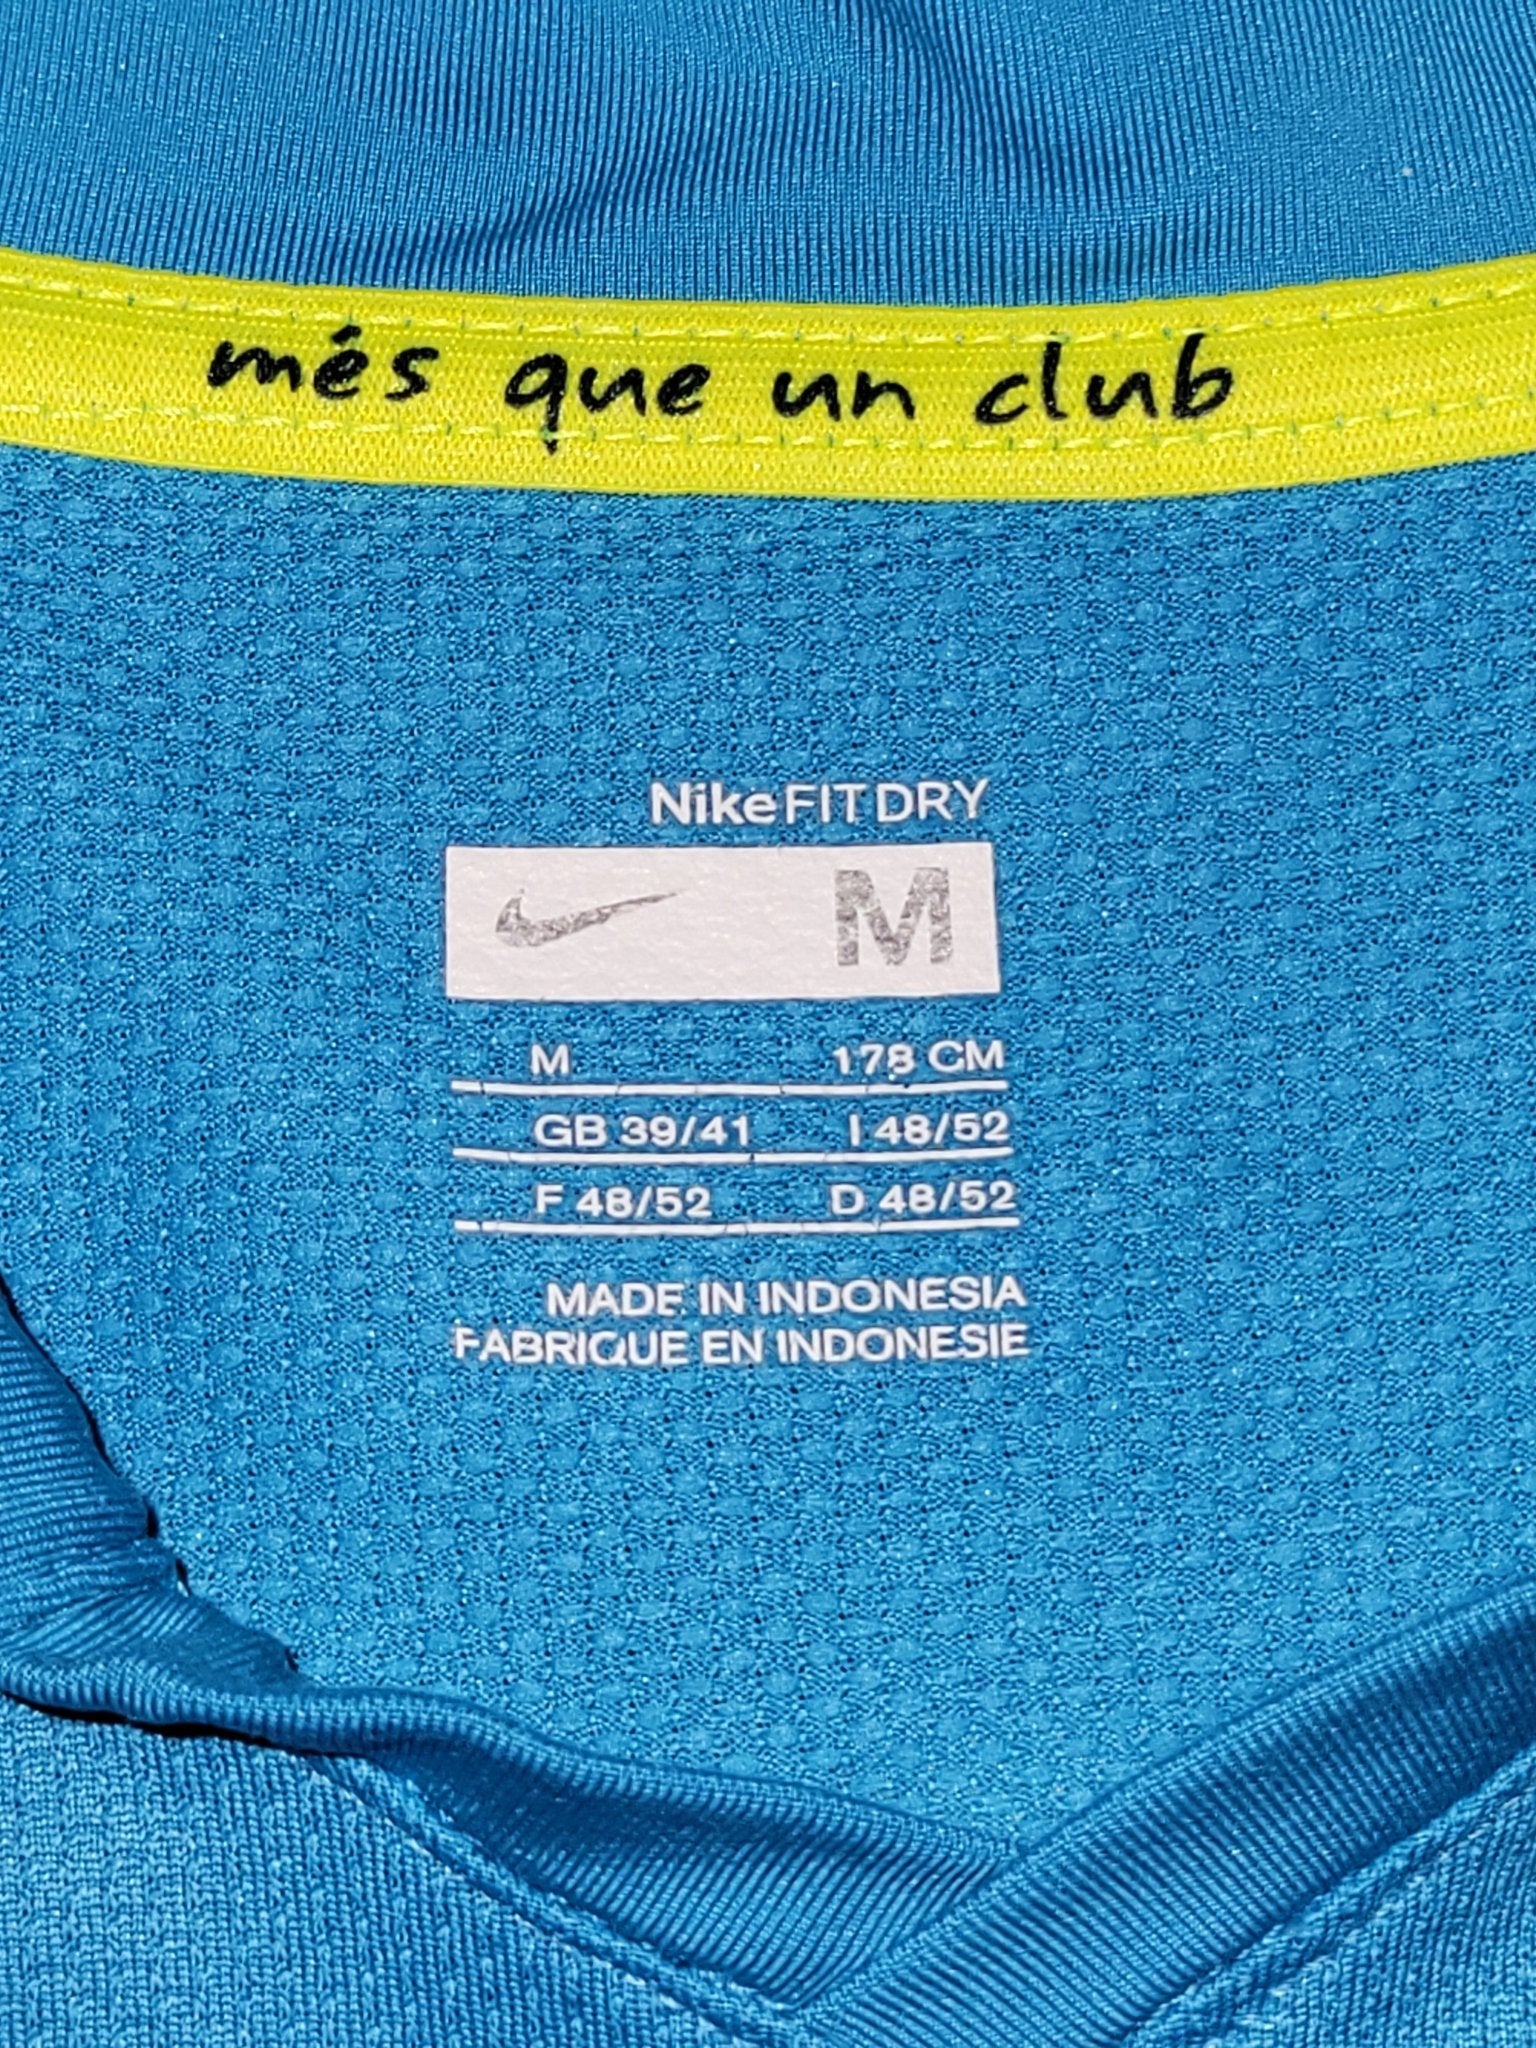 més que un club
NikeFIT DRY
M
M 178 CM
GB 39/41 I 48/52
F 48/52 D 48/52
MADE IN INDONESIA
FABRIQUE EN INDONESIE